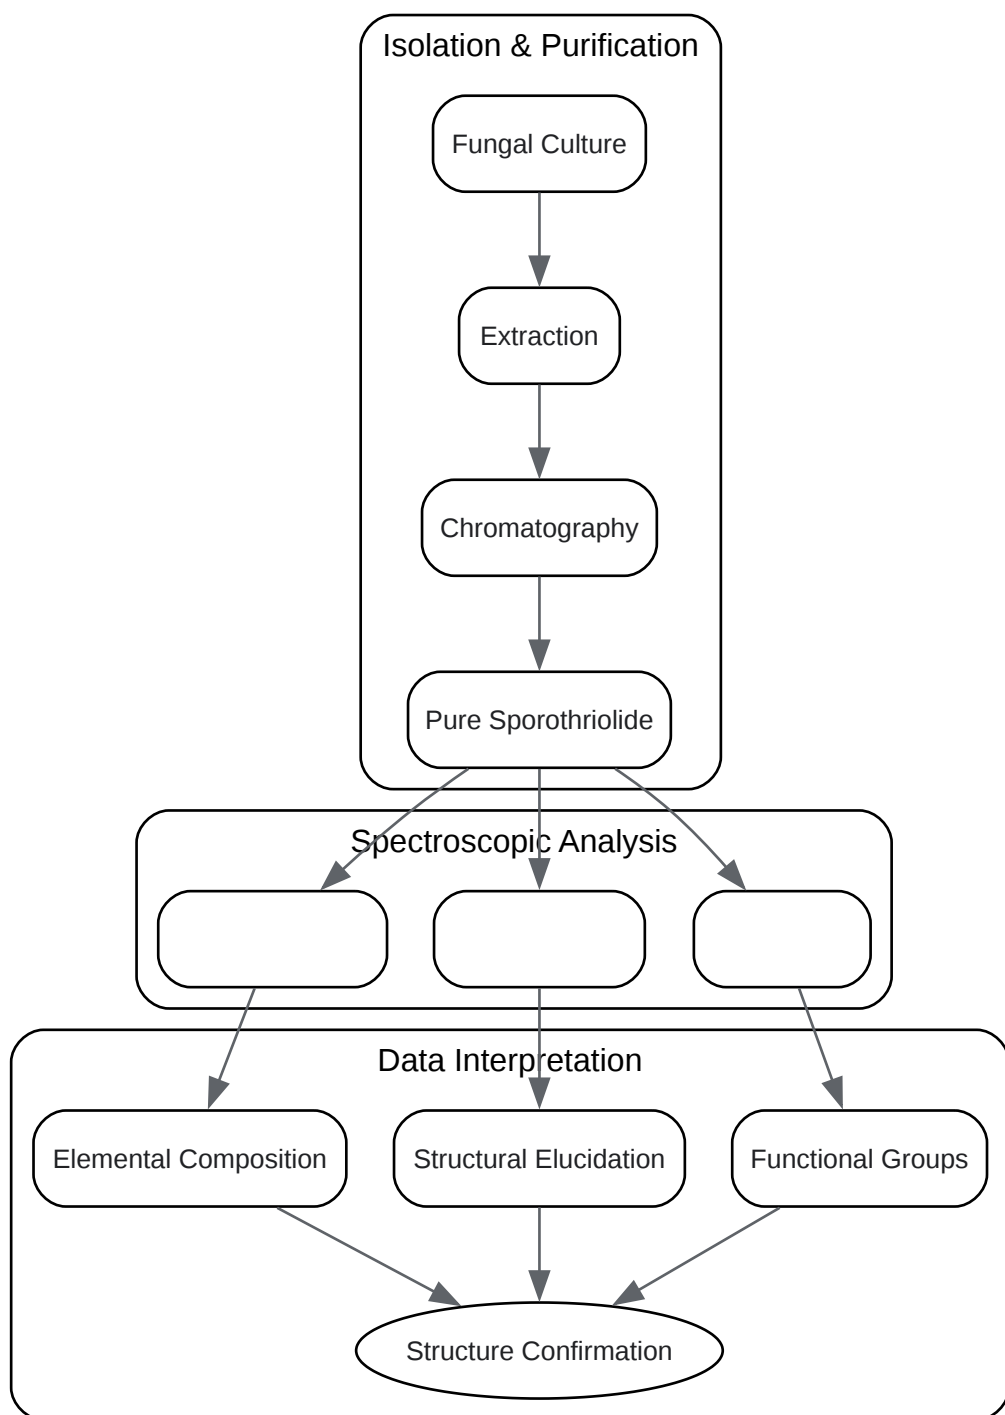 Isolation & Purification
Fungal Culture
Extraction
Chromatography
Pure Sporothriolide
Spectroscopic Analysis
Data Interpretation
Elemental Composition
Structural Elucidation
Functional Groups
Structure Confirmation